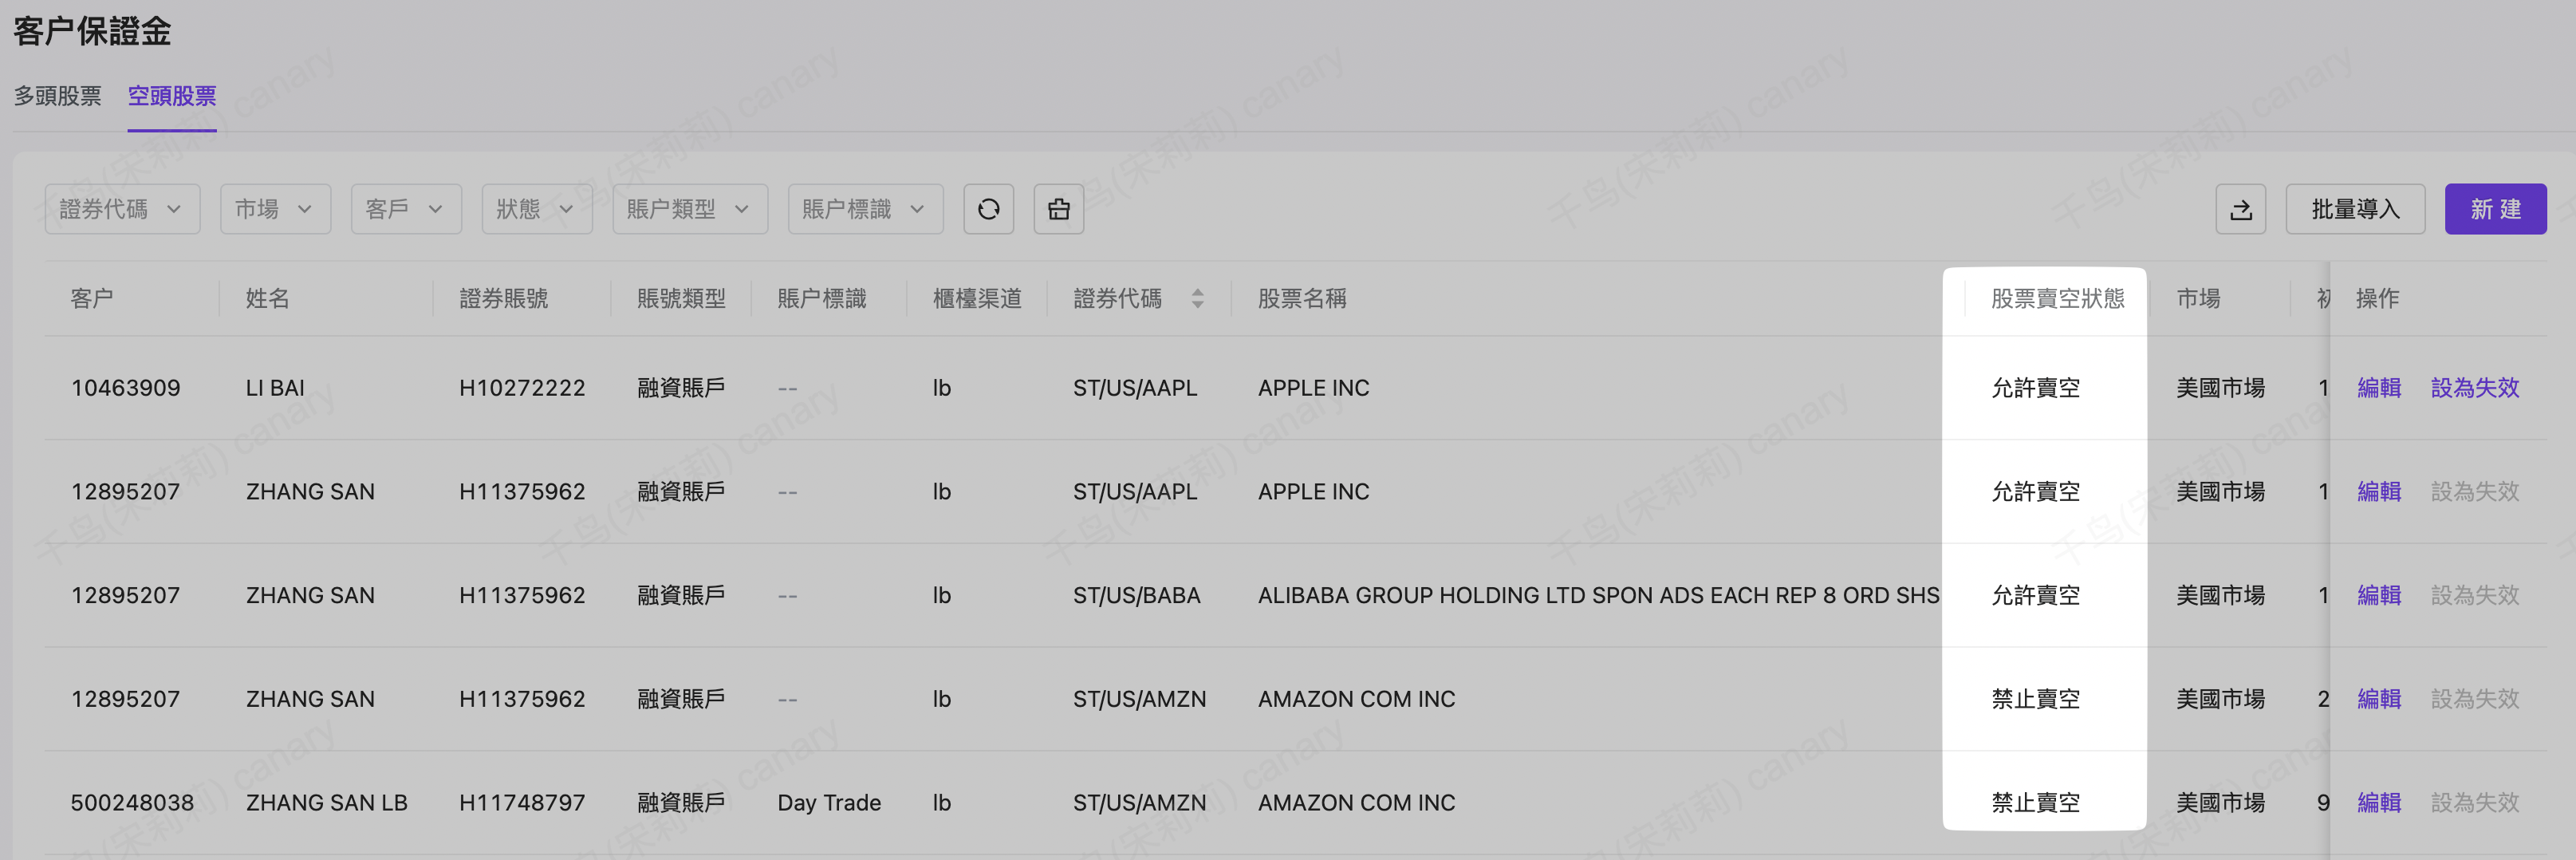 客户保證金
多頭股票 空頭股票
證券代碼 市場 客戶 狀態 賬户類型 賬户標識 批量導入 新建
客户 姓名 證券賬號 賬號類型 賬户標識 櫃檯渠道 證券代碼 股票名稱 股票賣空狀態 市場 操作
10463909 LI BAI H10272222 融資賬戶 -- lb ST/US/AAPL APPLE INC 允許賣空 美國市場 1 編輯 設為失效
12895207 ZHANG SAN H11375962 融資賬戶 -- lb ST/US/AAPL APPLE INC 允許賣空 美國市場 1 編輯 設為失效
12895207 ZHANG SAN H11375962 融資賬戶 -- lb ST/US/BABA ALIBABA GROUP HOLDING LTD SPON ADS EACH REP 8 ORD SHS 允許賣空 美國市場 1 編輯 設為失效
12895207 ZHANG SAN H11375962 融資賬戶 -- lb ST/US/AMZN AMAZON COM INC 禁止賣空 美國市場 2 編輯 設為失效
500248038 ZHANG SAN LB H11748797 融資賬戶 Day Trade lb ST/US/AMZN AMAZON COM INC 禁止賣空 美國市場 9 編輯 設為失效
千鸟(宋莉莉) canary